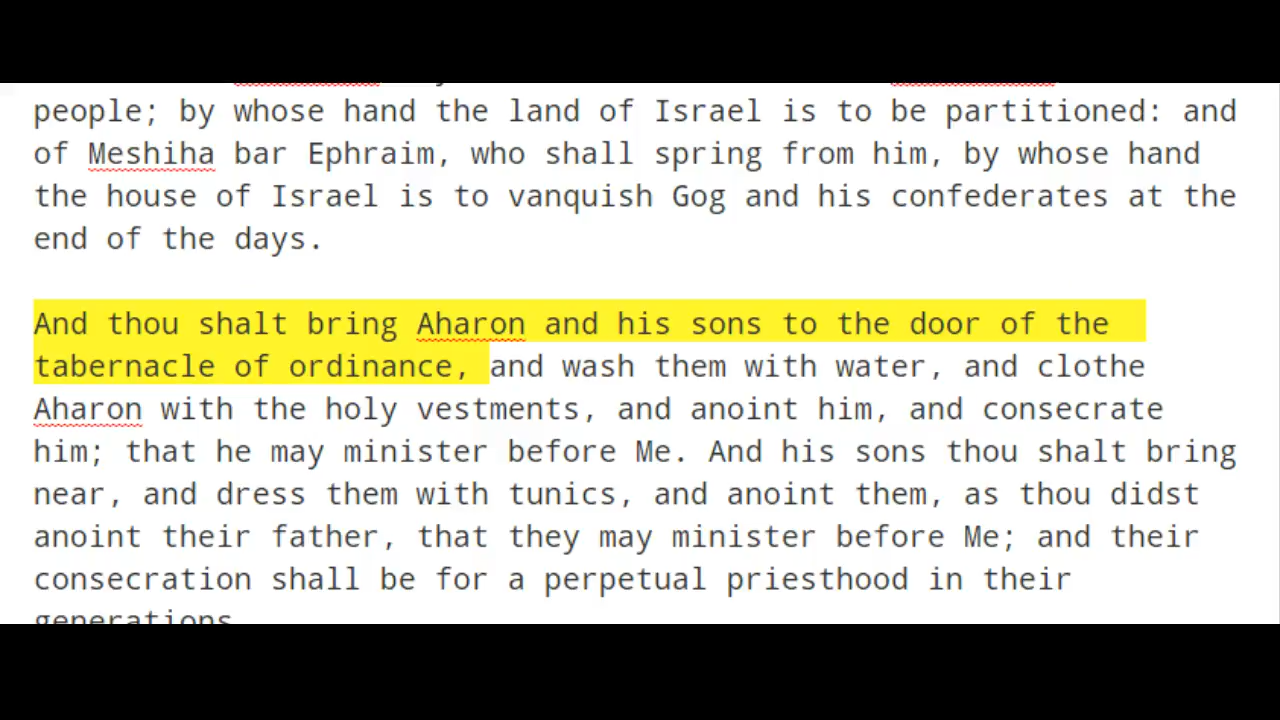 people; by whose hand the land of Israel is to be partitioned: and
of Meshiha bar Ephraim, who shall spring from him, by whose hand
the house of Israel is to vanquish Gog and his confederates at the
end of the days.
And thou shalt bring Aharon and his sons to the door of the
tabernacle of ordinance, and wash them with water, and clothe
Aharon with the holy vestments, and anoint him, and consecrate
him; that he may minister before Me. And his sons thou shalt bring
near, and dress them with tunics, and anoint them, as thou didst
anoint their father, that they may minister before Me; and their
consecration shall be for a perpetual priesthood in their
generations